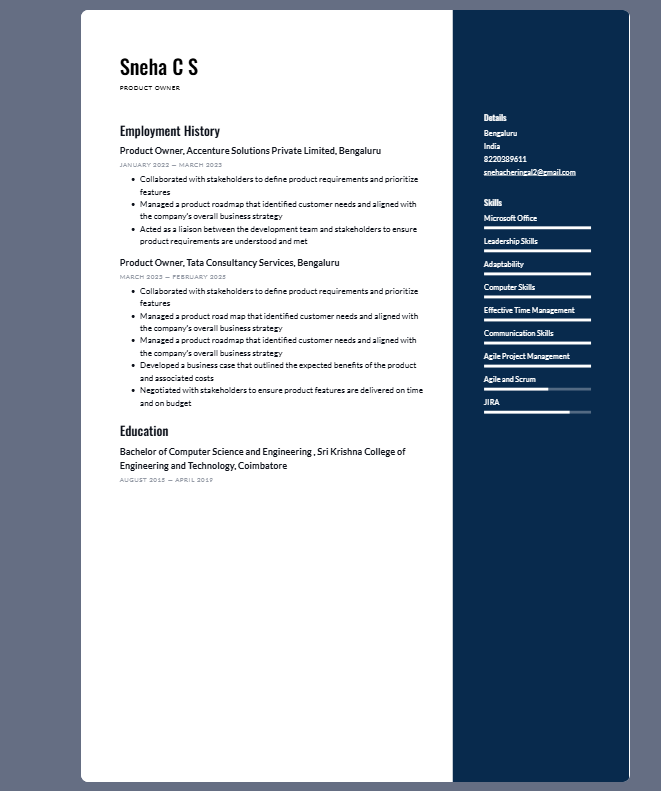 Sneha C S
PRODUCT OWNER
Employment History
Product Owner, Accenture Solutions Private Limited, Bengaluru
JANUARY 2022 — MARCH 2023
• Collaborated with stakeholders to define product requirements and prioritize
features
• Managed a product roadmap that identified customer needs and aligned with
the company's overall business strategy
• Acted as a liaison between the development team and stakeholders to ensure
product requirements are understood and met
Product Owner, Tata Consultancy Services, Bengaluru
MARCH 2023 — FEBRUARY 2025
• Collaborated with stakeholders to define product requirements and prioritize
features
• Managed a product road map that identified customer needs and aligned with
the company's overall business strategy
• Managed a product roadmap that identified customer needs and aligned with
the company's overall business strategy
• Developed a business case that outlined the expected benefits of the product
and associated costs
• Negotiated with stakeholders to ensure product features are delivered on time
and on budget
Education
Bachelor of Computer Science and Engineering , Sri Krishna College of
Engineering and Technology, Coimbatore
AUGUST 2015 — APRIL 2019
Details
Bengaluru
India
8220389611
snehacheringal2@gmail.com
Skills
Microsoft Office
Leadership Skills
Adaptability
Computer Skills
Effective Time Management
Communication Skills
Agile Project Management
Agile and Scrum
JIRA